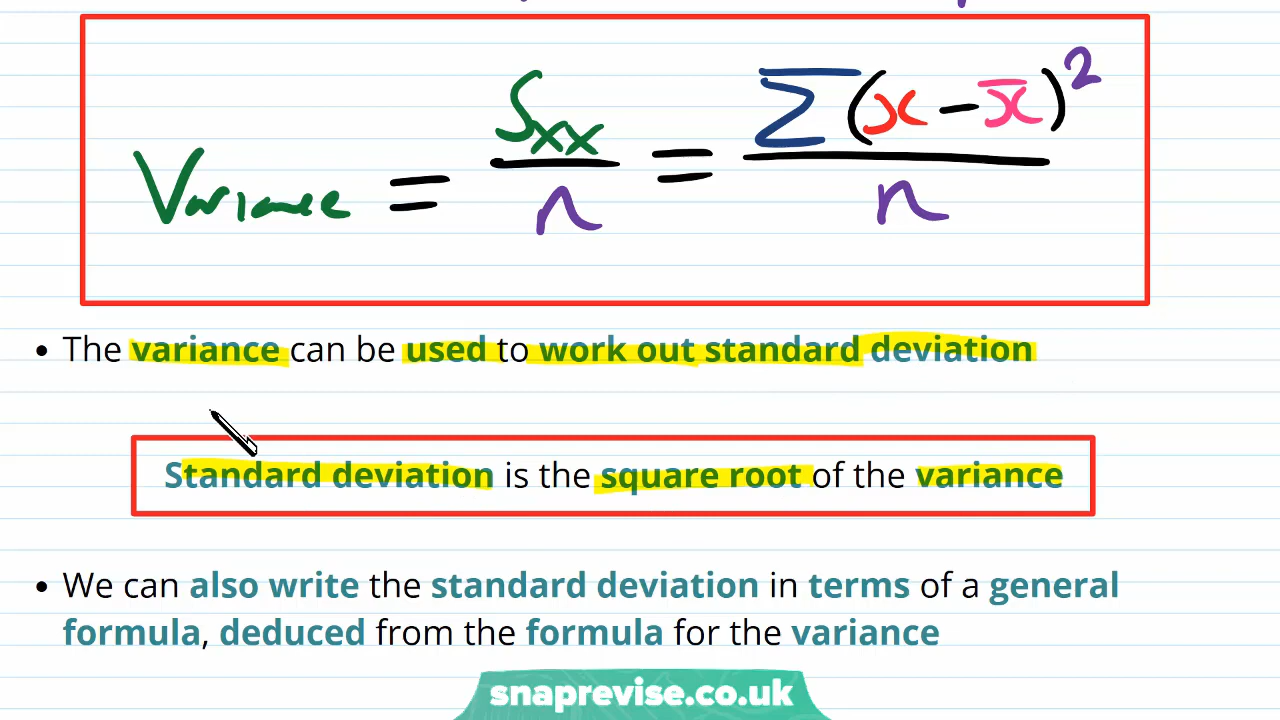 Variance = Sxx/n = Σ(x - x̄)²/n
• The variance can be used to work out standard deviation
Standard deviation is the square root of the variance
• We can also write the standard deviation in terms of a general
formula, deduced from the formula for the variance
snaprevise.co.uk